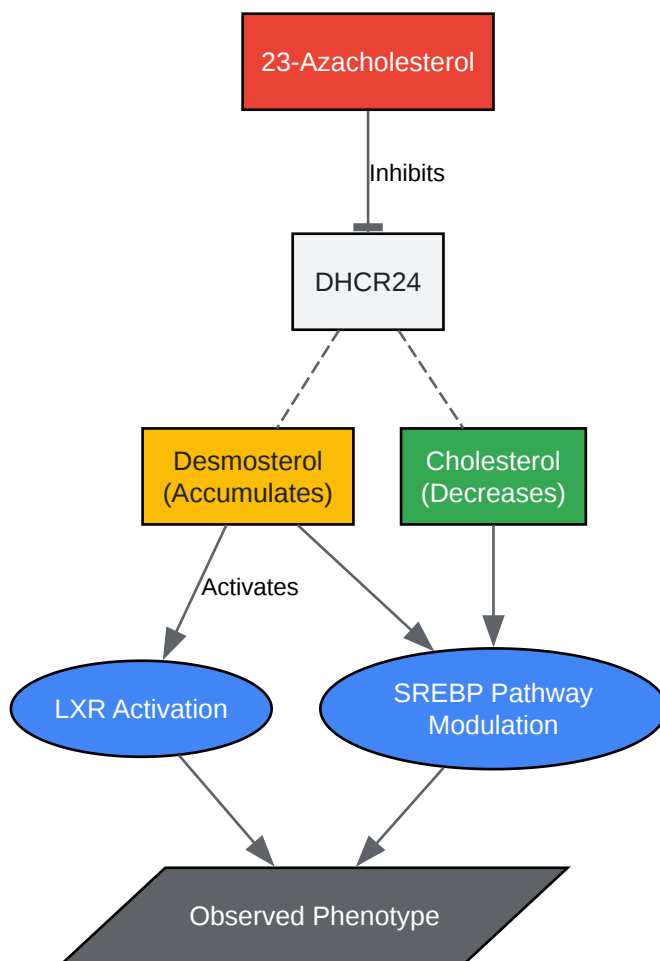 23-Azacholesterol
Inhibits
DHCR24
Desmosterol
(Accumulates)
Cholesterol
(Decreases)
Activates
LXR Activation
SREBP Pathway
Modulation
Observed Phenotype